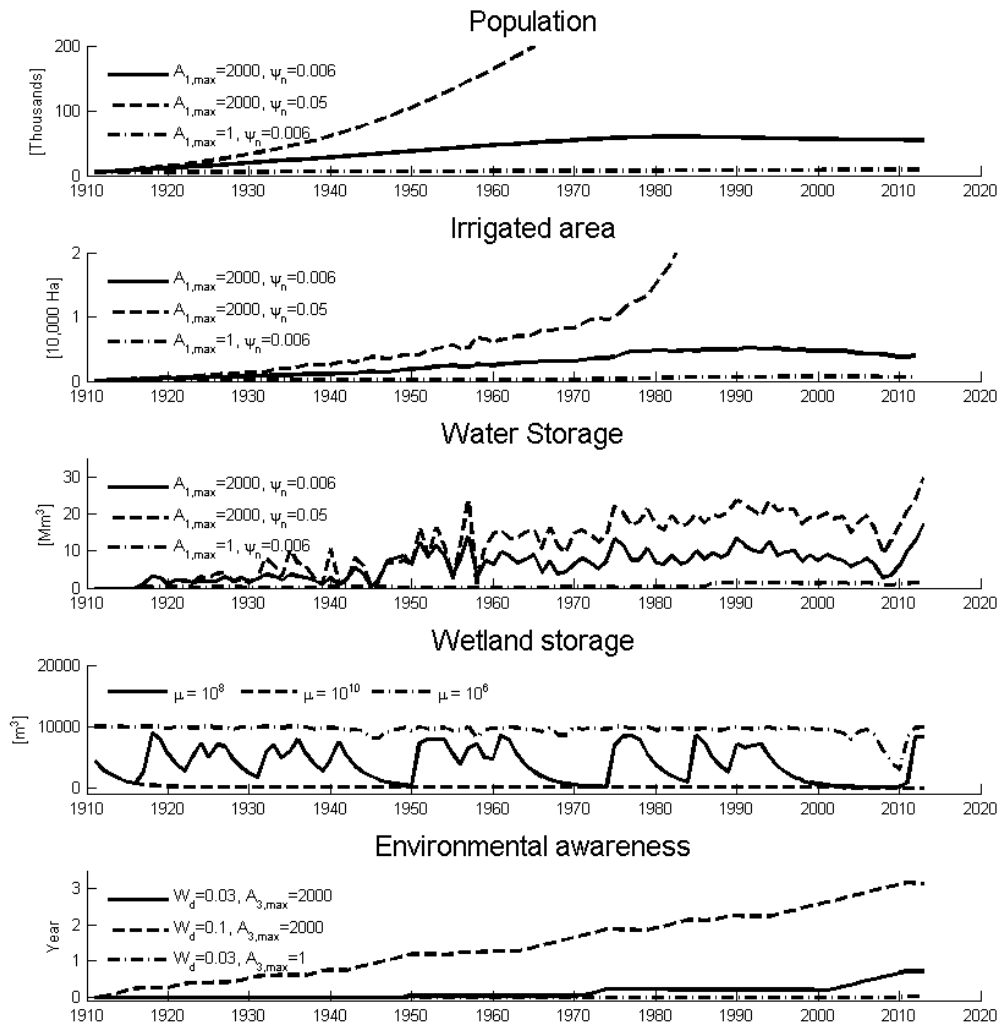 Population
200
100
0
[Thousands]
A1,max=2000, ψn=0.006
A1,max=2000, ψn=0.05
A1,max=1, ψn=0.006
1910 1920 1930 1940 1950 1960 1970 1980 1990 2000 2010 2020
Irrigated area
2
1
0
[10,000 Ha]
A1,max=2000, ψn=0.006
A1,max=2000, ψn=0.05
A1,max=1, ψn=0.006
1910 1920 1930 1940 1950 1960 1970 1980 1990 2000 2010 2020
Water Storage
30
20
10
0
[Mm³]
A1,max=2000, ψn=0.006
A1,max=2000, ψn=0.05
A1,max=1, ψn=0.006
1910 1920 1930 1940 1950 1960 1970 1980 1990 2000 2010 2020
Wetland storage
20000
10000
0
[m³]
μ = 10⁸ μ = 10¹⁰ μ = 10⁶
1910 1920 1930 1940 1950 1960 1970 1980 1990 2000 2010 2020
Environmental awareness
3
2
1
0
Year
Wd=0.03, A3,max=2000
Wd=0.1, A3,max=2000
Wd=0.03, A3,max=1
1910 1920 1930 1940 1950 1960 1970 1980 1990 2000 2010 2020